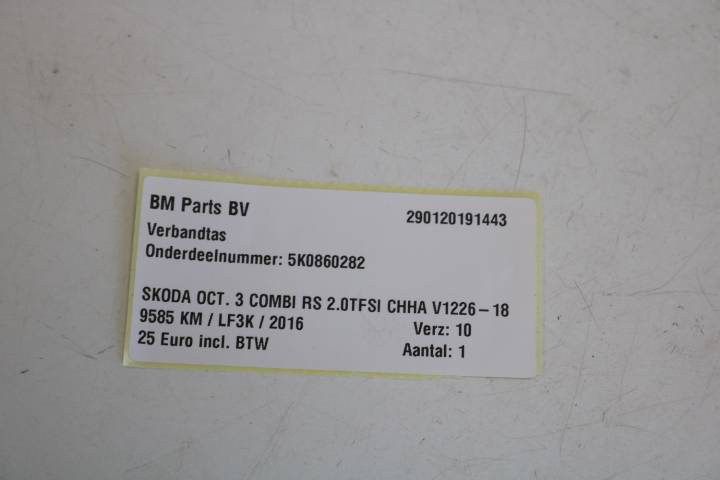 BM Parts BV 290120191443
Verbandtas
Onderdeelnummer: 5K0860282
SKODA OCT. 3 COMBI RS 2.0TFSI CHHA V1226-18
9585 KM / LF3K / 2016 Verz: 10
25 Euro incl. BTW Aantal: 1